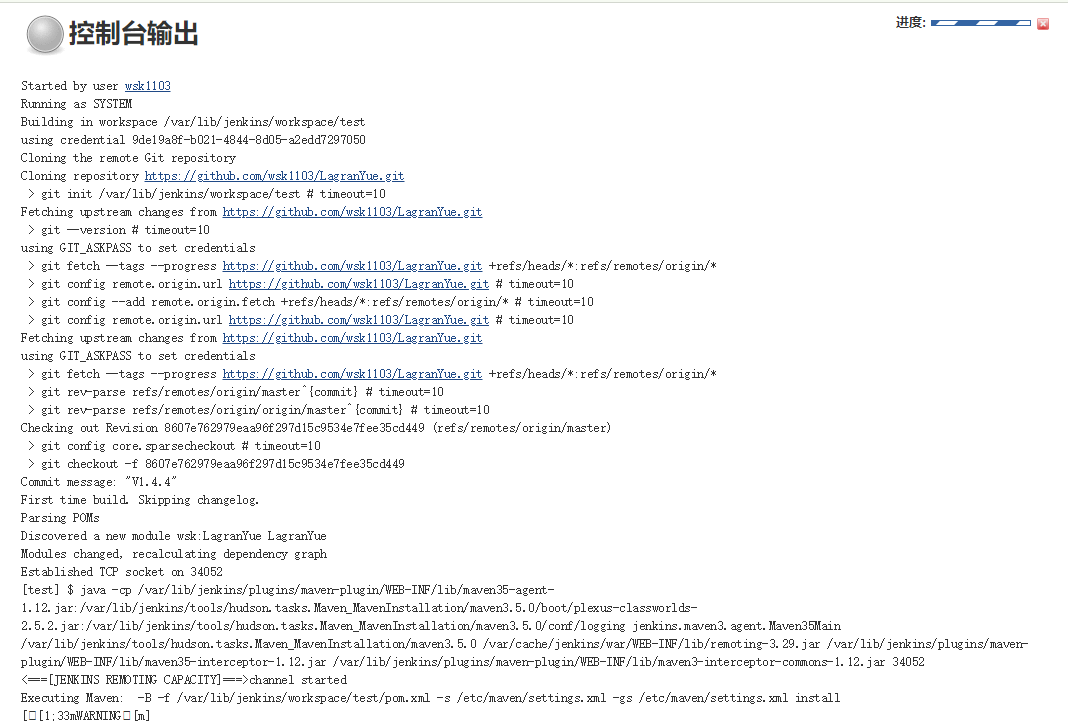 控制台输出
进度:
Started by user wsk1103
Running as SYSTEM
Building in workspace /var/lib/jenkins/workspace/test
using credential 9de19a8f-b021-4844-8d05-a2edd7297050
Cloning the remote Git repository
Cloning repository https://github.com/wsk1103/LagranYue.git
 > git init /var/lib/jenkins/workspace/test # timeout=10
Fetching upstream changes from https://github.com/wsk1103/LagranYue.git
 > git --version # timeout=10
using GIT_ASKPASS to set credentials
 > git fetch --tags --progress https://github.com/wsk1103/LagranYue.git +refs/heads/*:refs/remotes/origin/*
 > git config remote.origin.url https://github.com/wsk1103/LagranYue.git # timeout=10
 > git config --add remote.origin.fetch +refs/heads/*:refs/remotes/origin/* # timeout=10
 > git config remote.origin.url https://github.com/wsk1103/LagranYue.git # timeout=10
Fetching upstream changes from https://github.com/wsk1103/LagranYue.git
using GIT_ASKPASS to set credentials
 > git fetch --tags --progress https://github.com/wsk1103/LagranYue.git +refs/heads/*:refs/remotes/origin/*
 > git rev-parse refs/remotes/origin/master^{commit} # timeout=10
 > git rev-parse refs/remotes/origin/origin/master^{commit} # timeout=10
Checking out Revision 8607e762979eaa96f297d15c9534e7fee35cd449 (refs/remotes/origin/master)
 > git config core.sparsecheckout # timeout=10
 > git checkout -f 8607e762979eaa96f297d15c9534e7fee35cd449
Commit message: "V1.4.4"
First time build. Skipping changelog.
Parsing POMs
Discovered a new module wsk:LagranYue LagranYue
Modules changed, recalculating dependency graph
Established TCP socket on 34052
[test] $ java -cp /var/lib/jenkins/plugins/maven-plugin/WEB-INF/lib/maven35-agent-
1.12.jar:/var/lib/jenkins/tools/hudson.tasks.Maven_MavenInstallation/maven3.5.0/boot/plexus-classworlds-
2.5.2.jar:/var/lib/jenkins/tools/hudson.tasks.Maven_MavenInstallation/maven3.5.0/conf/logging jenkins.maven3.agent.Maven35Main
/var/lib/jenkins/tools/hudson.tasks.Maven_MavenInstallation/maven3.5.0 /var/cache/jenkins/war/WEB-INF/lib/remoting-3.29.jar /var/lib/jenkins/plugins/maven-
plugin/WEB-INF/lib/maven35-interceptor-1.12.jar /var/lib/jenkins/plugins/maven-plugin/WEB-INF/lib/maven3-interceptor-commons-1.12.jar 34052
<===[JENKINS REMOTING CAPACITY]===>channel started
Executing Maven:  -B -f /var/lib/jenkins/workspace/test/pom.xml -s /etc/maven/settings.xml -gs /etc/maven/settings.xml install
[□[1;33mWARNING□[m]